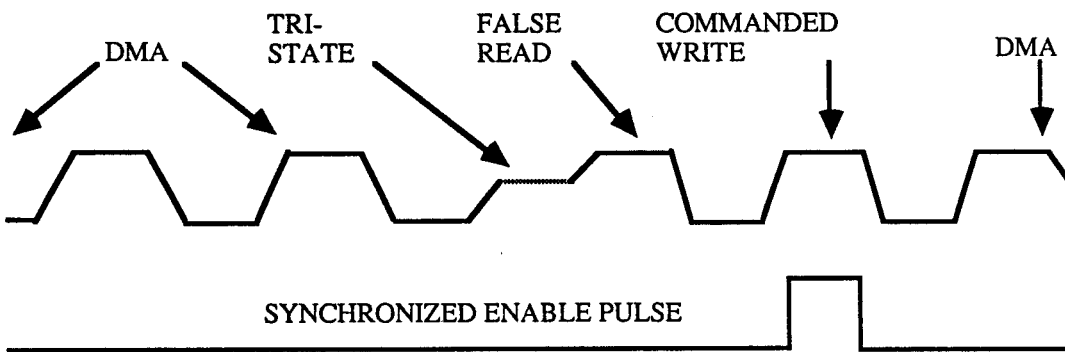 DMA
TRI-
STATE
FALSE
READ
COMMANDED
WRITE
DMA
SYNCHRONIZED ENABLE PULSE